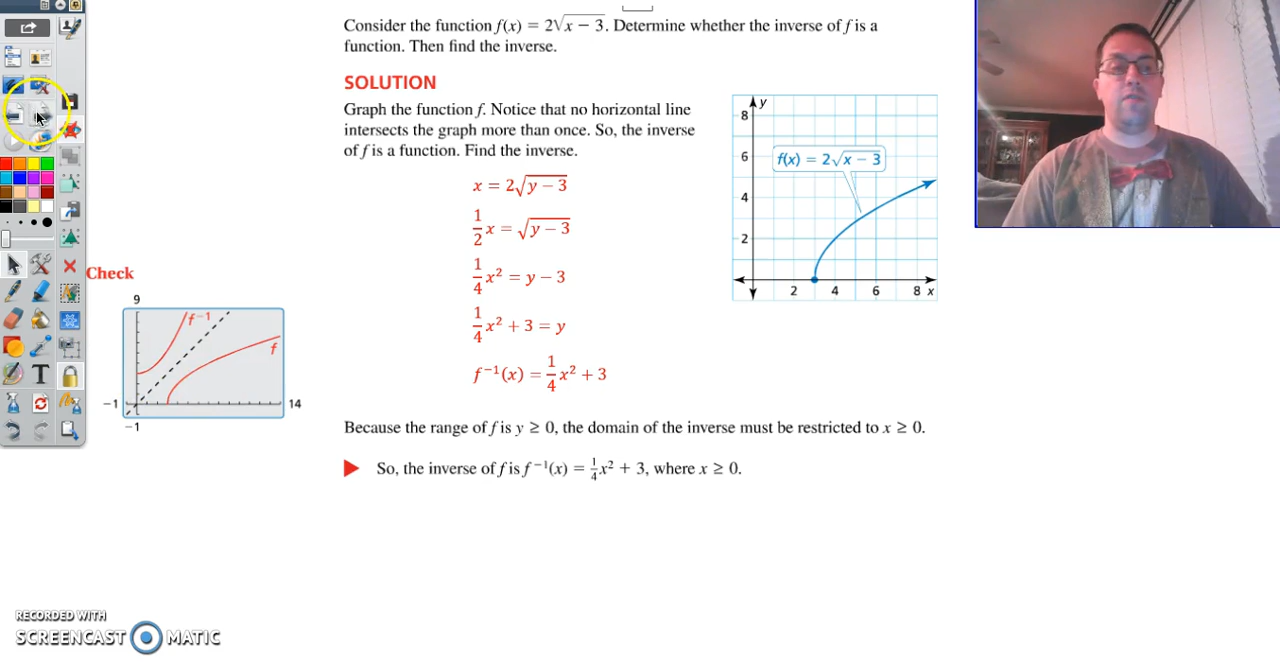 Consider the function f(x) = 2√(x − 3). Determine whether the inverse of f is a
function. Then find the inverse.
SOLUTION
Graph the function f. Notice that no horizontal line
intersects the graph more than once. So, the inverse
of f is a function. Find the inverse.
x = 2√(y − 3)
1/2 x = √(y − 3)
1/4 x² = y − 3
1/4 x² + 3 = y
f⁻¹(x) = 1/4 x² + 3
y
8
6
4
2
f(x) = 2√(x − 3)
2 4 6 8 x
Check
9
f⁻¹
f
−1
14
−1
Because the range of f is y ≥ 0, the domain of the inverse must be restricted to x ≥ 0.
So, the inverse of f is f⁻¹(x) = 1/4 x² + 3, where x ≥ 0.
T
RECORDED WITH
SCREENCAST MATIC